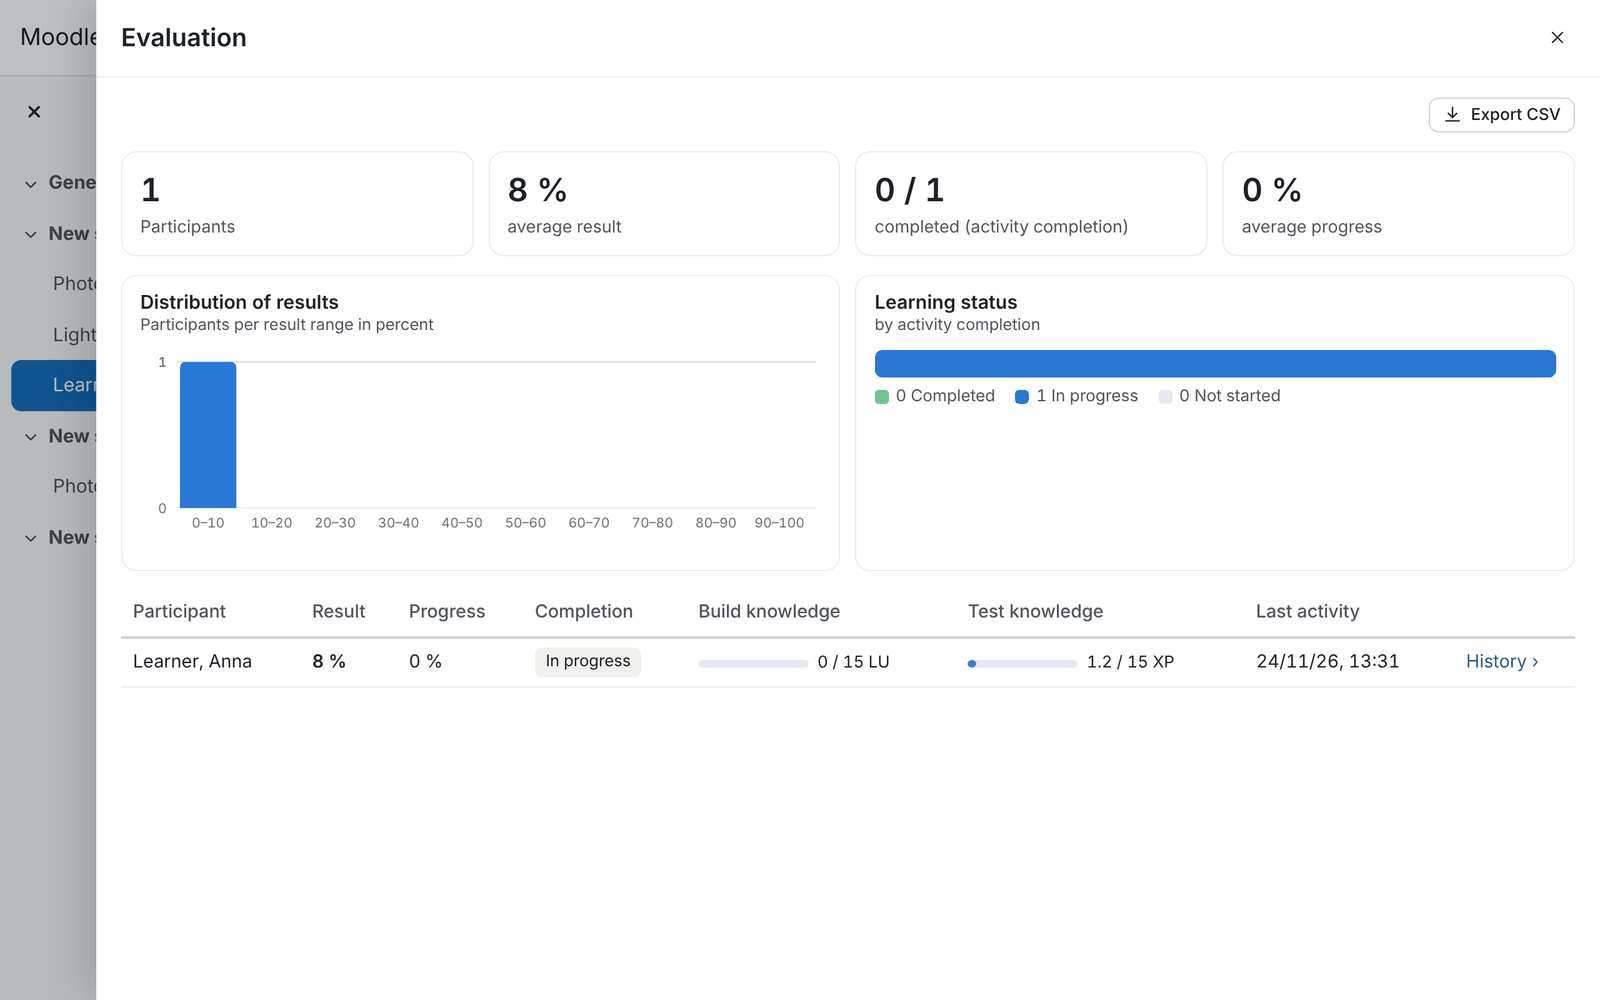 Moodle
Evaluation
Export CSV
1
Participants
8 %
average result
0 / 1
completed (activity completion)
0 %
average progress
Gene
New
Photo
Light
Learn
New
Photo
New
Distribution of results
Participants per result range in percent
1
0
0–10 10–20 20–30 30–40 40–50 50–60 60–70 70–80 80–90 90–100
Learning status
by activity completion
0 Completed 1 In progress 0 Not started
Participant Result Progress Completion Build knowledge Test knowledge Last activity
Learner, Anna 8 % 0 % In progress 0 / 15 LU 1.2 / 15 XP 24/11/26, 13:31 History ›